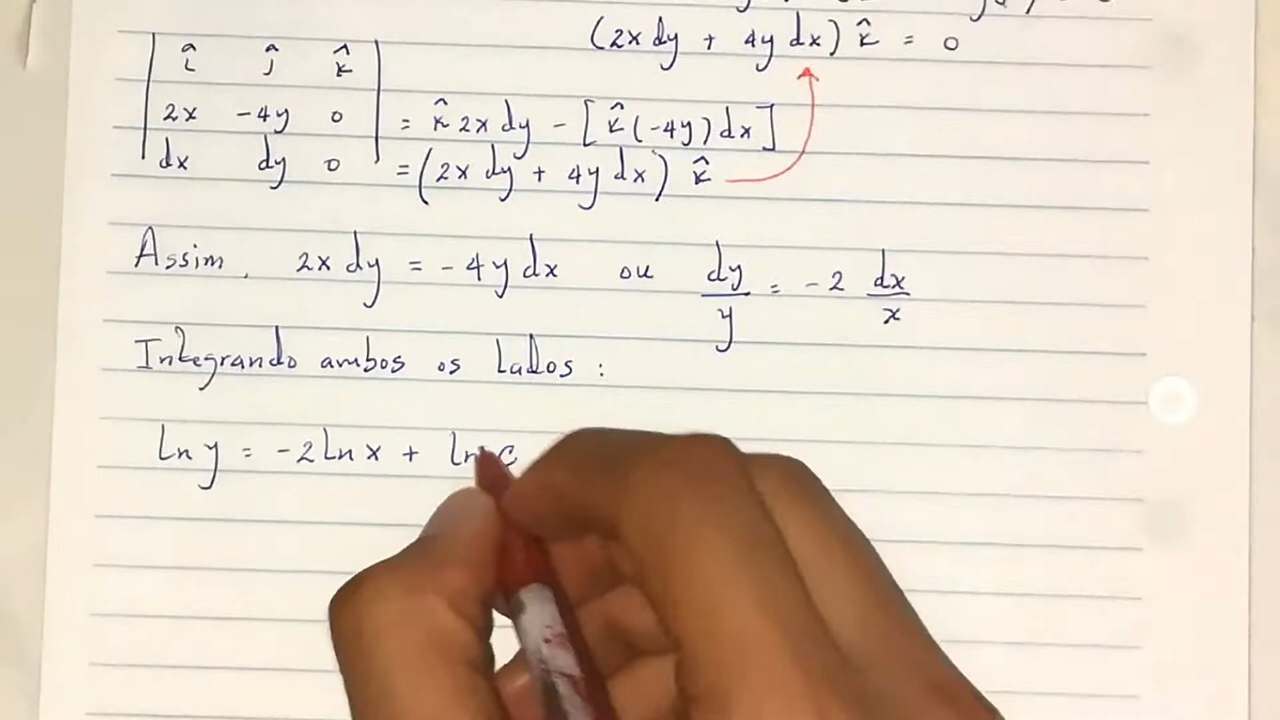 (2x dy + 4y dx) k̂ = 0
| î ĵ k̂ |
| 2x -4y 0 | = k̂ 2x dy - [k̂ (-4y) dx]
| dx dy 0 | = (2x dy + 4y dx) k̂
Assim, 2x dy = -4y dx ou dy/y = -2 dx/x
Integrando ambos os lados :
ln y = -2 ln x + ln c